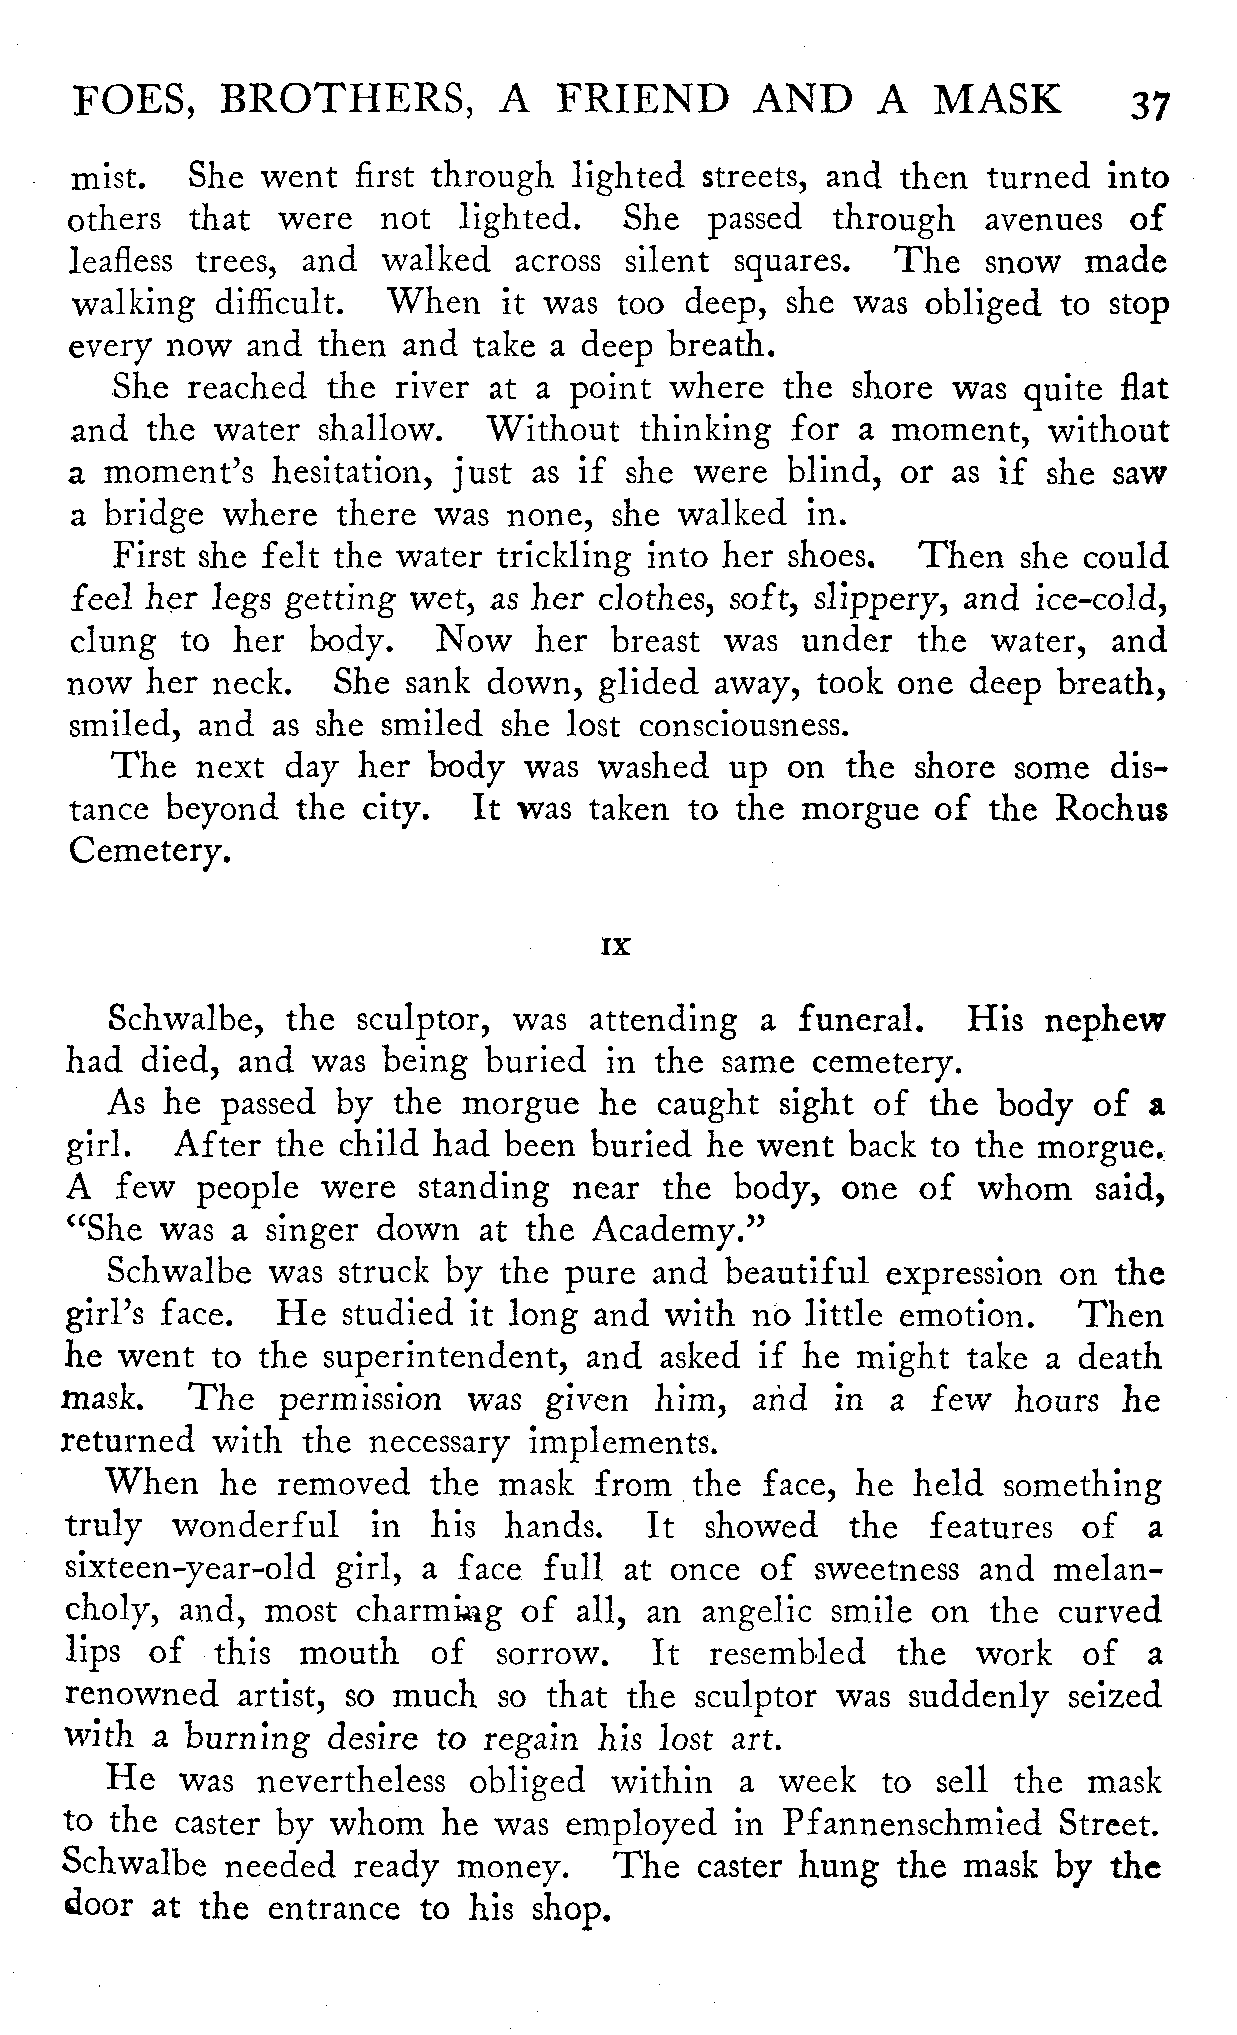 FOES, BROTHERS, A FRIEND AND A MASK 37
mist. She went first through lighted streets, and then turned into
others that were not lighted. She passed through avenues of
leafless trees, and walked across silent squares. The snow made
walking difficult. When it was too deep, she was obliged to stop
every now and then and take a deep breath.
She reached the river at a point where the shore was quite flat
and the water shallow. Without thinking for a moment, without
a moment's hesitation, just as if she were blind, or as if she saw
a bridge where there was none, she walked in.
First she felt the water trickling into her shoes. Then she could
feel her legs getting wet, as her clothes, soft, slippery, and ice-cold,
clung to her body. Now her breast was under the water, and
now her neck. She sank down, glided away, took one deep breath,
smiled, and as she smiled she lost consciousness.
The next day her body was washed up on the shore some dis-
tance beyond the city. It was taken to the morgue of the Rochus
Cemetery.
IX
Schwalbe, the sculptor, was attending a funeral. His nephew
had died, and was being buried in the same cemetery.
As he passed by the morgue he caught sight of the body of a
girl. After the child had been buried he went back to the morgue.
A few people were standing near the body, one of whom said,
"She was a singer down at the Academy."
Schwalbe was struck by the pure and beautiful expression on the
girl's face. He studied it long and with no little emotion. Then
he went to the superintendent, and asked if he might take a death
mask. The permission was given him, and in a few hours he
returned with the necessary implements.
When he removed the mask from the face, he held something
truly wonderful in his hands. It showed the features of a
sixteen-year-old girl, a face full at once of sweetness and melan-
choly, and, most charming of all, an angelic smile on the curved
lips of this mouth of sorrow. It resembled the work of a
renowned artist, so much so that the sculptor was suddenly seized
with a burning desire to regain his lost art.
He was nevertheless obliged within a week to sell the mask
to the caster by whom he was employed in Pfannenschmied Street.
Schwalbe needed ready money. The caster hung the mask by the
door at the entrance to his shop.